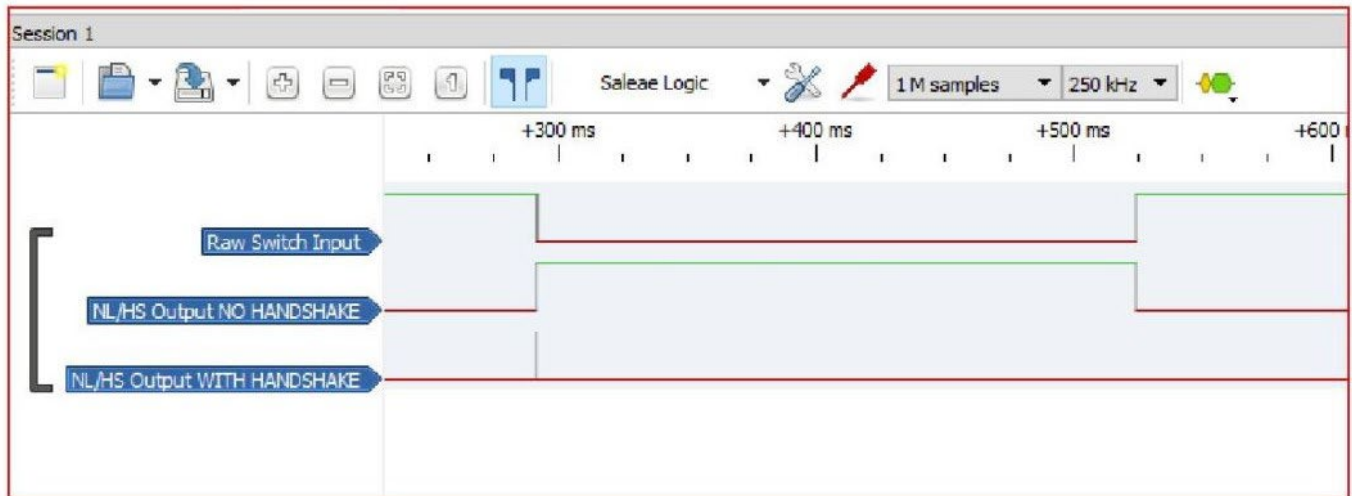 Session 1
Saleae Logic 1 M samples 250 kHz
+300 ms +400 ms +500 ms +600
Raw Switch Input
NL/HS Output NO HANDSHAKE
NL/HS Output WITH HANDSHAKE